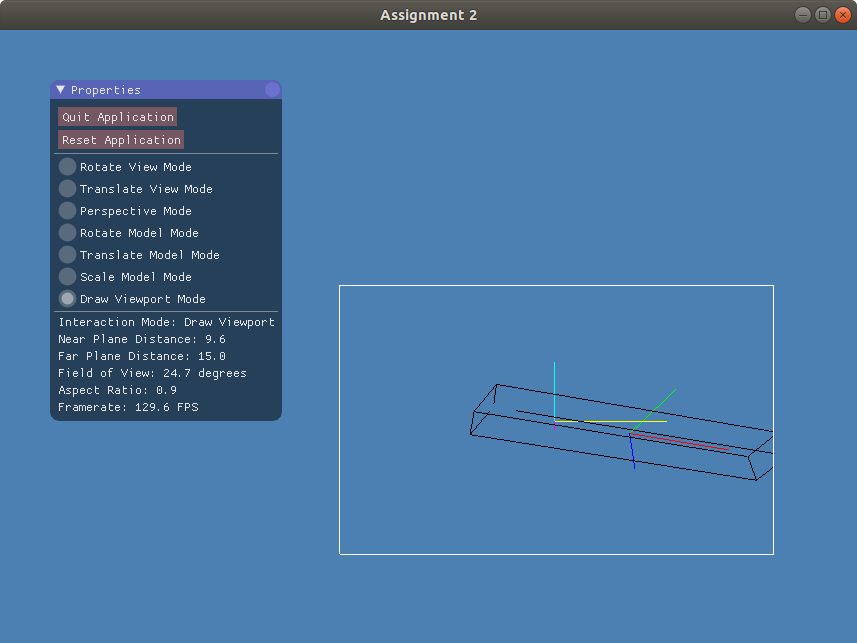 Assignment 2
Properties
Quit Application
Reset Application
Rotate View Mode
Translate View Mode
Perspective Mode
Rotate Model Mode
Translate Model Mode
Scale Model Mode
Draw Viewport Mode
Interaction Mode: Draw Viewport
Near Plane Distance: 9.6
Far Plane Distance: 15.0
Field of View: 24.7 degrees
Aspect Ratio: 0.9
Framerate: 129.6 FPS